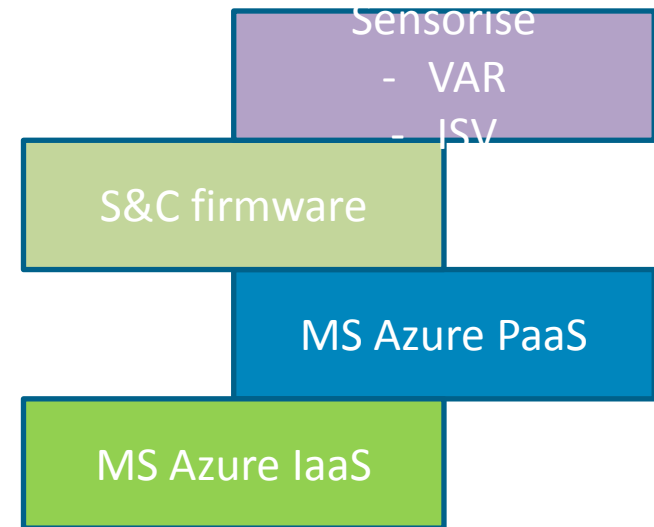 Sensorise
- VAR
- ISV
S&C firmware
MS Azure PaaS
MS Azure IaaS